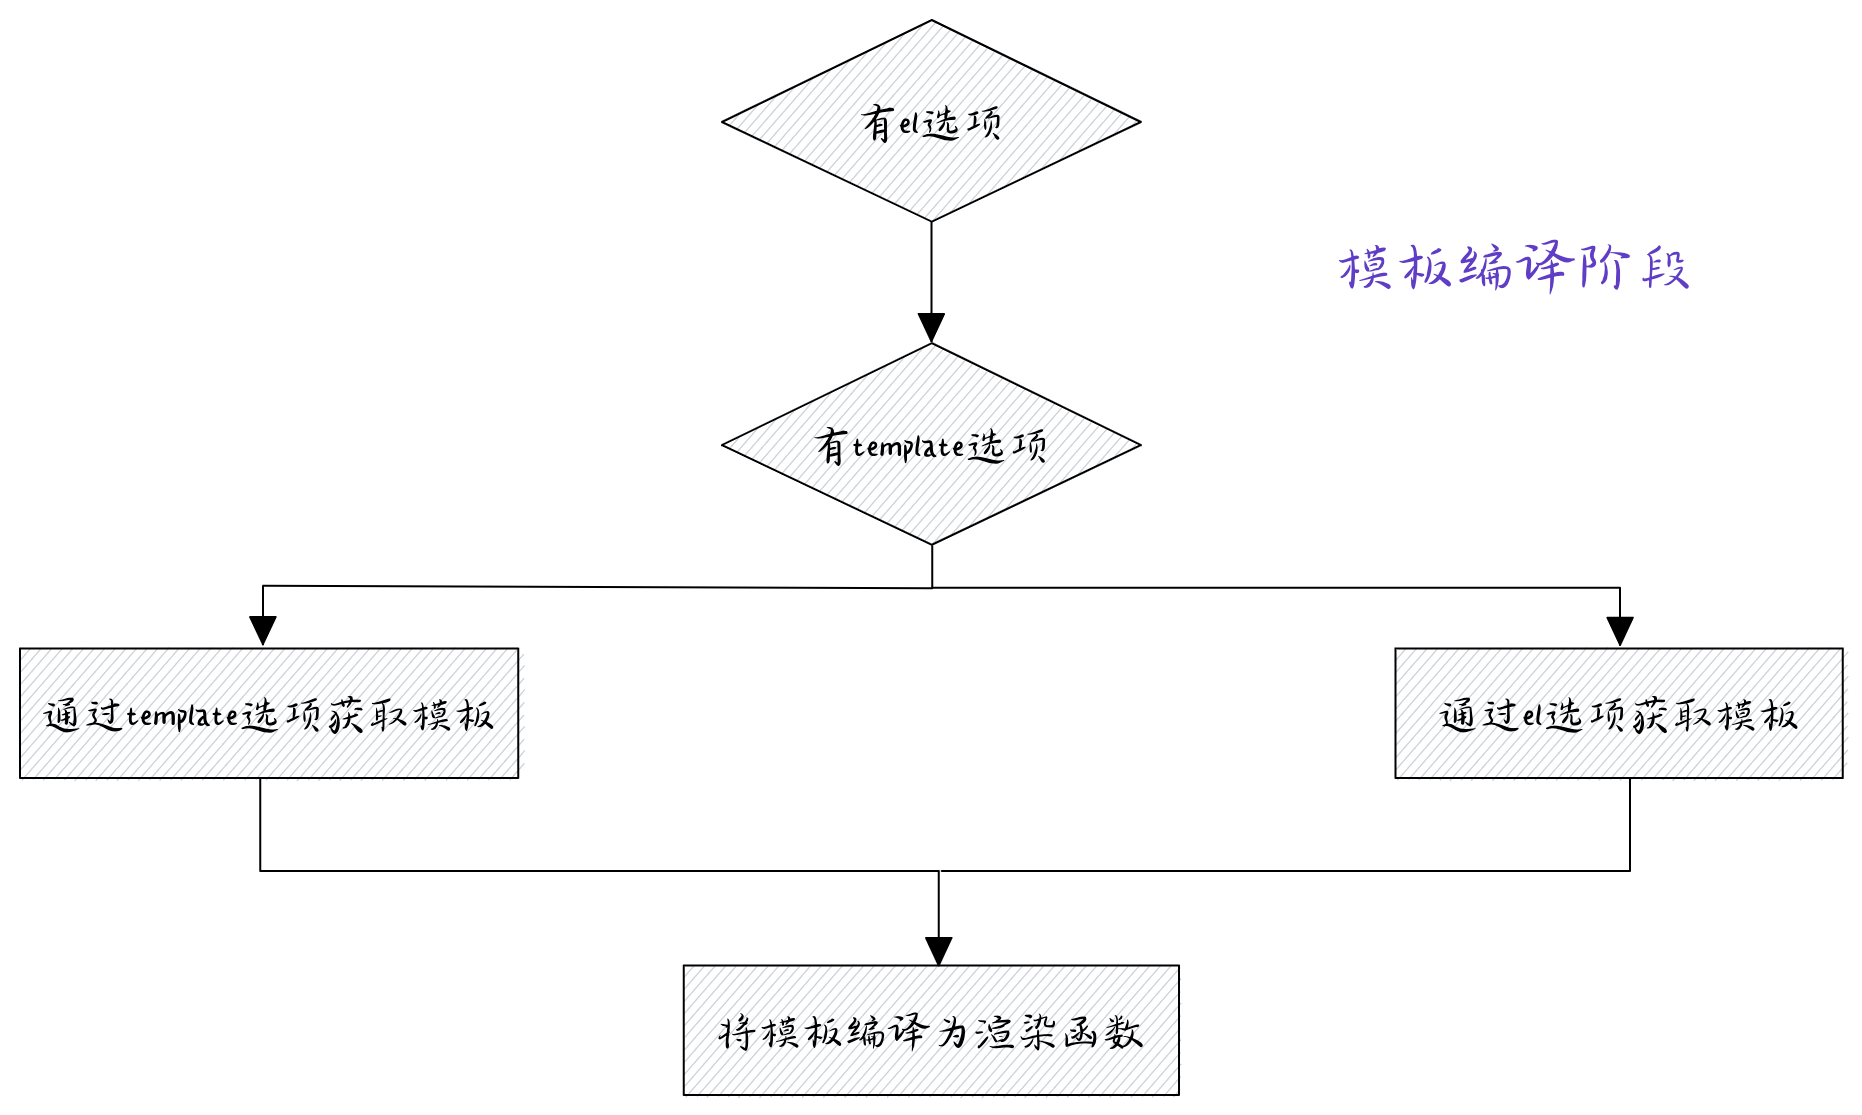 有el选项
模板编译阶段
有template选项
通过template选项获取模板
通过el选项获取模板
将模板编译为渲染函数